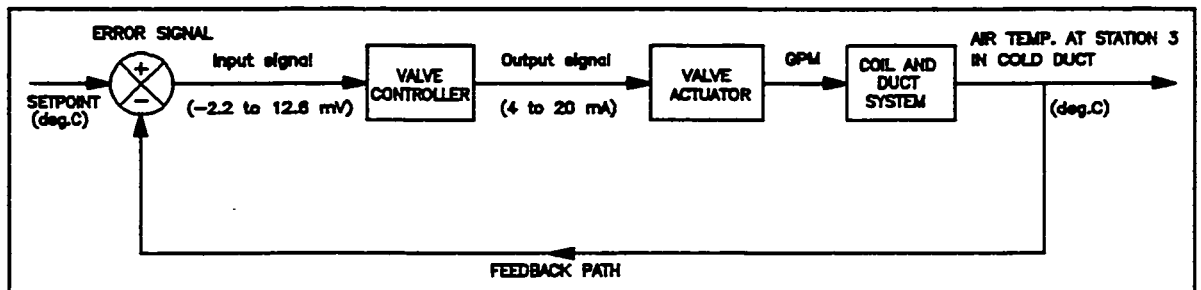 ERROR SIGNAL
+
−
SETPOINT
(deg.C)
Input signal
(-2.2 to 12.6 mV)
VALVE
CONTROLLER
Output signal
(4 to 20 mA)
VALVE
ACTUATOR
GPM
COIL AND
DUCT
SYSTEM
AIR TEMP. AT STATION 3
IN COLD DUCT
(deg.C)
FEEDBACK PATH